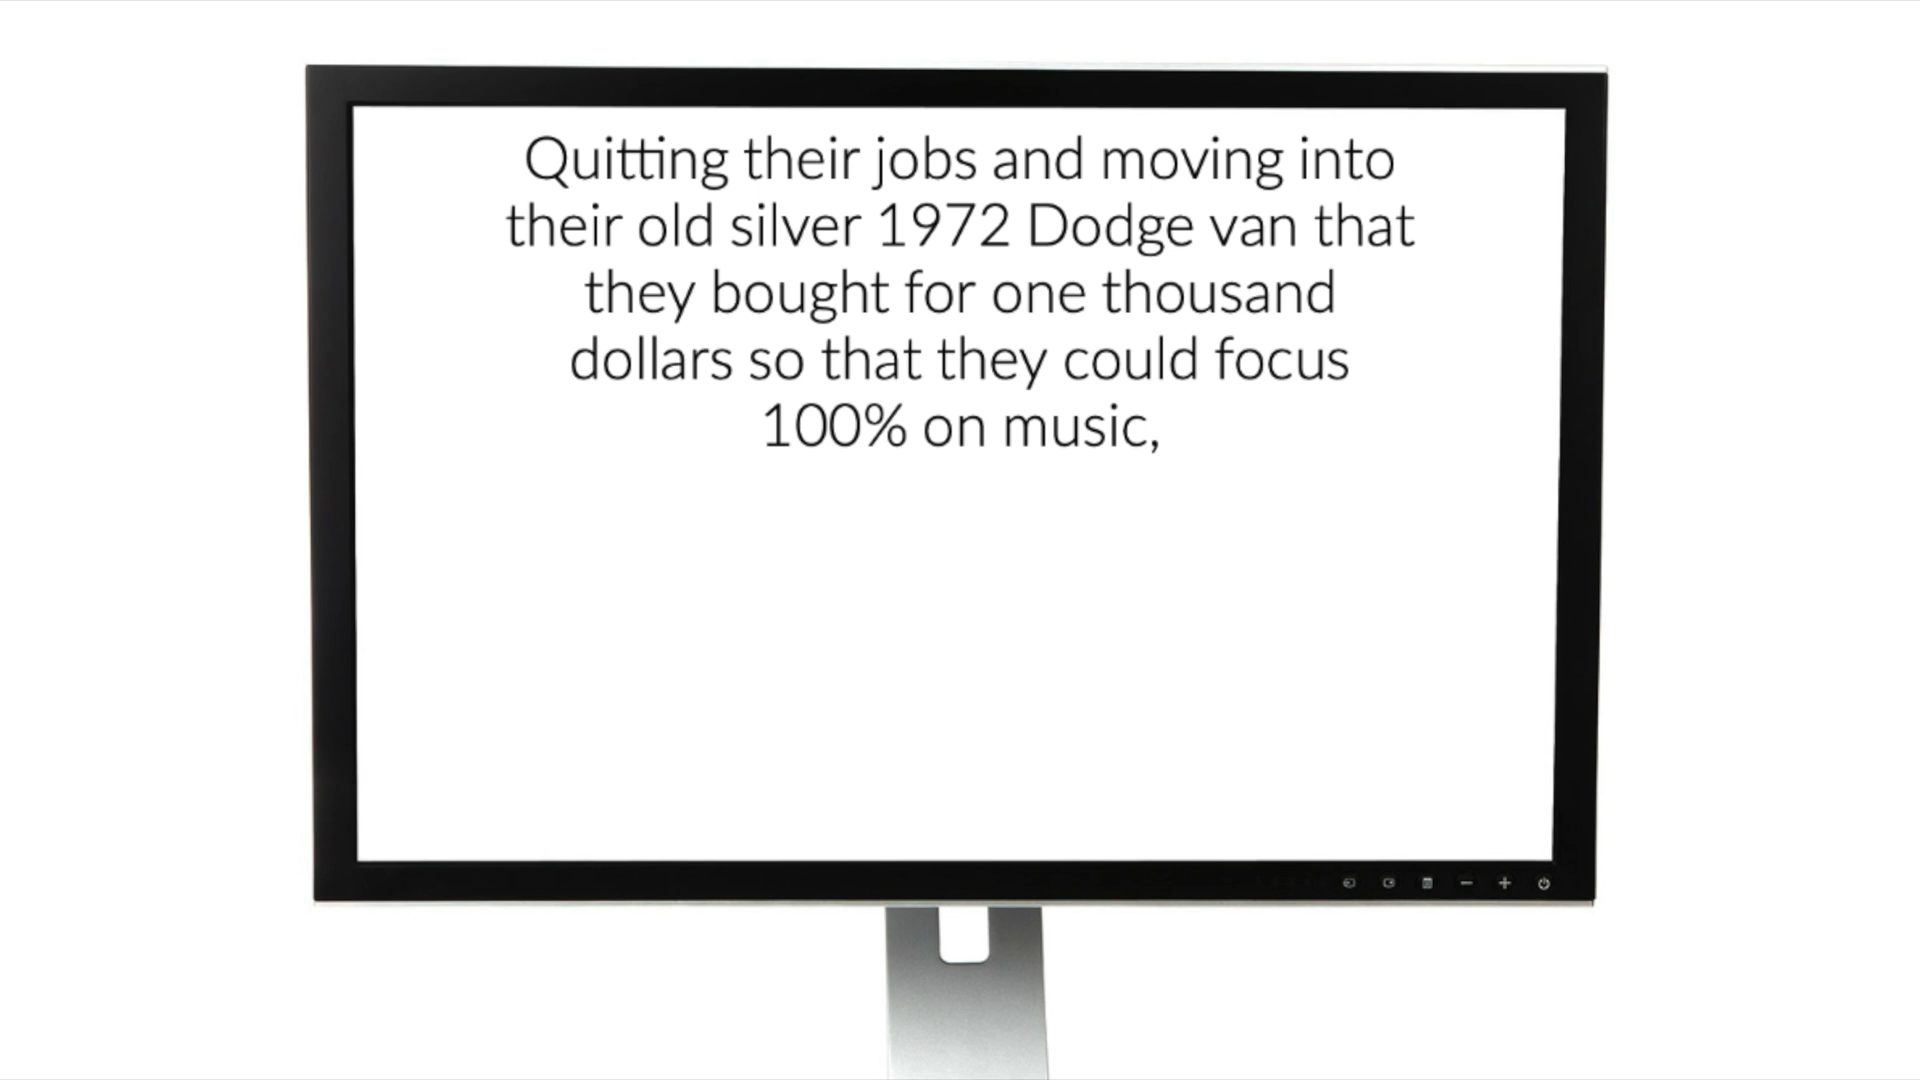 Quitting their jobs and moving into
their old silver 1972 Dodge van that
they bought for one thousand
dollars so that they could focus
100% on music,